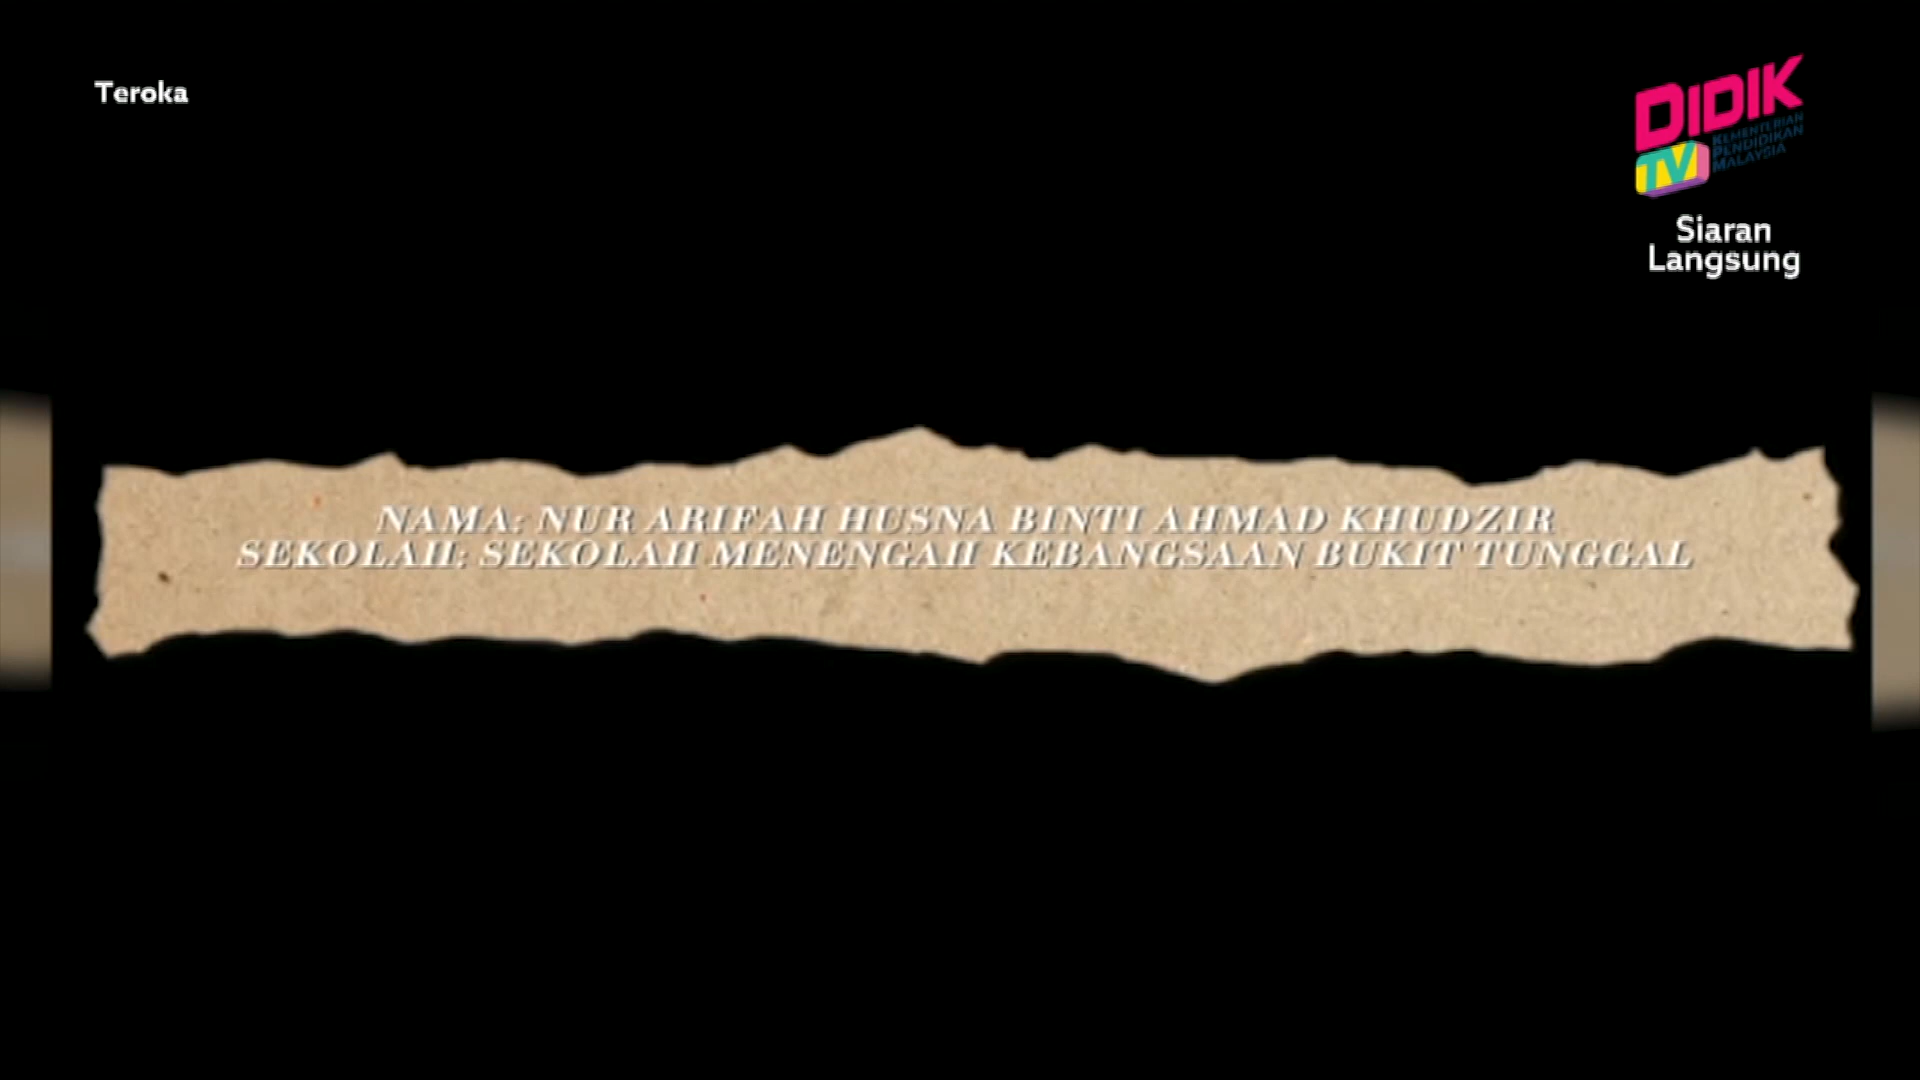 Teroka
DIDIK
TV
KEMENTERIAN
PENDIDIKAN
MALAYSIA
Siaran
Langsung
NAMA: NUR ARIFAH HUSNA BINTI AHMAD KHUDZIR
SEKOLAH: SEKOLAH MENENGAH KEBANGSAAN BUKIT TUNGGAL